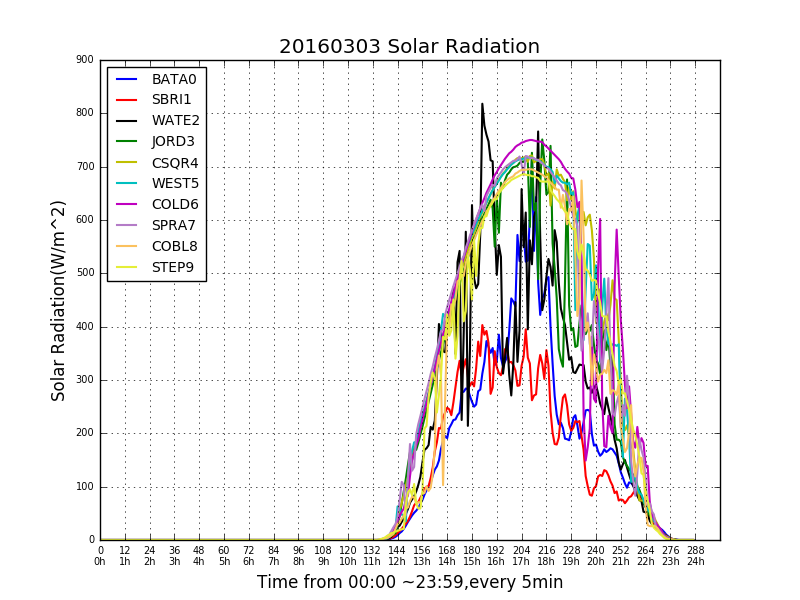 20160303 Solar Radiation
900
800
700
600
500
400
300
200
100
0
Solar Radiation(W/m^2)
BATA0
SBRI1
WATE2
JORD3
CSQR4
WEST5
COLD6
SPRA7
COBL8
STEP9
0 12 24 36 48 60 72 84 96 108 120 132 144 156 168 180 192 204 216 228 240 252 264 276 288
0h 1h 2h 3h 4h 5h 6h 7h 8h 9h 10h 11h 12h 13h 14h 15h 16h 17h 18h 19h 20h 21h 22h 23h 24h
Time from 00:00 ~23:59,every 5min